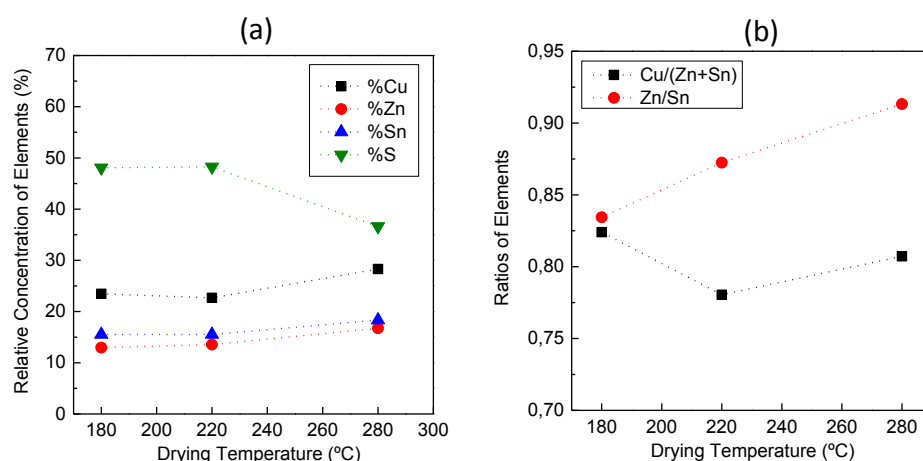 (a)
Relative Concentration of Elements (%)
70
60
50
40
30
20
10
0
%Cu
%Zn
%Sn
%S
180 200 220 240 260 280 300
Drying Temperature (ºC)
(b)
Ratios of Elements
0,95
0,90
0,85
0,80
0,75
0,70
Cu/(Zn+Sn)
Zn/Sn
180 200 220 240 260 280
Drying Temperature (ºC)